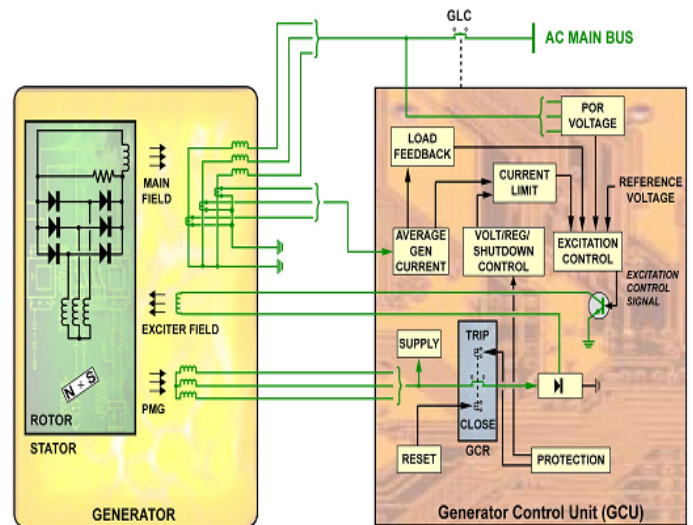 GLC
AC MAIN BUS
POR
VOLTAGE
LOAD
FEEDBACK
CURRENT
LIMIT
REFERENCE
VOLTAGE
MAIN
FIELD
AVERAGE
GEN
CURRENT
VOLT/REG/
SHUTDOWN
CONTROL
EXCITATION
CONTROL
EXCITATION
CONTROL
SIGNAL
EXCITER FIELD
SUPPLY
TRIP
N S
PMG
ROTOR
CLOSE
STATOR
GCR
RESET
PROTECTION
GENERATOR
Generator Control Unit (GCU)